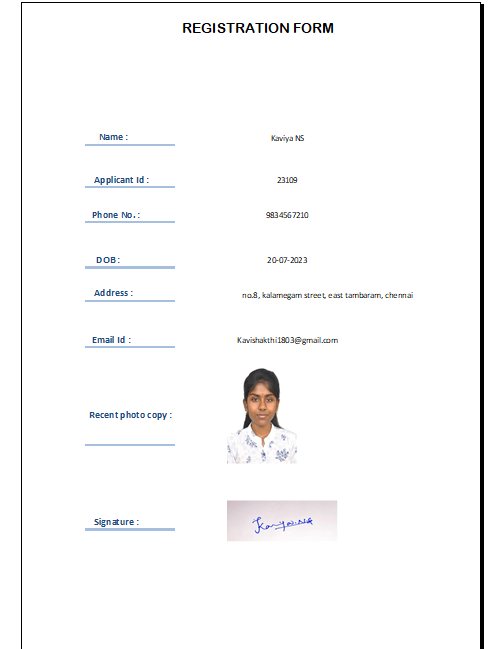 REGISTRATION FORM
Name : Kaviya NS
Applicant Id : 23109
Phone No. : 9834567210
DOB : 20-07-2023
Address : no.8, kalamegam street, east tambaram, chennai
Email Id : Kavishakthi1803@gmail.com
Recent photo copy :
Signature : Kaviya.NS